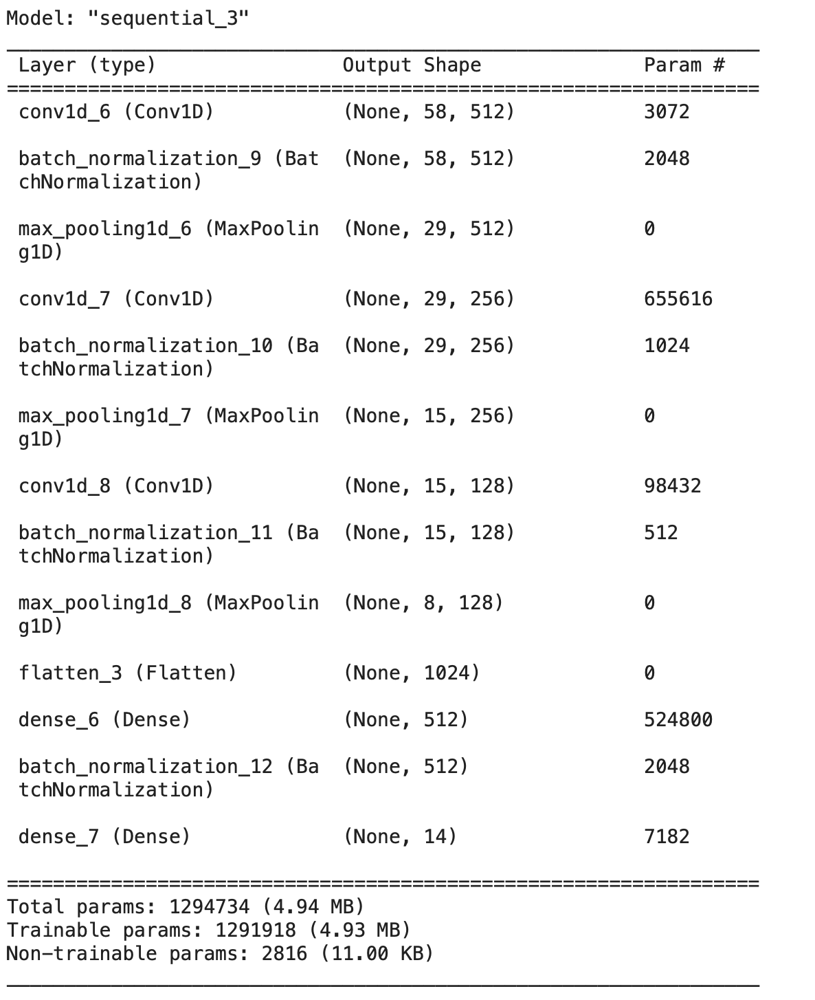 Model: "sequential_3"
Layer (type) Output Shape Param #
conv1d_6 (Conv1D) (None, 58, 512) 3072
batch_normalization_9 (Bat (None, 58, 512) 2048
chNormalization)
max_pooling1d_6 (MaxPoolin (None, 29, 512) 0
g1D)
conv1d_7 (Conv1D) (None, 29, 256) 655616
batch_normalization_10 (Ba (None, 29, 256) 1024
tchNormalization)
max_pooling1d_7 (MaxPoolin (None, 15, 256) 0
g1D)
conv1d_8 (Conv1D) (None, 15, 128) 98432
batch_normalization_11 (Ba (None, 15, 128) 512
tchNormalization)
max_pooling1d_8 (MaxPoolin (None, 8, 128) 0
g1D)
flatten_3 (Flatten) (None, 1024) 0
dense_6 (Dense) (None, 512) 524800
batch_normalization_12 (Ba (None, 512) 2048
tchNormalization)
dense_7 (Dense) (None, 14) 7182
Total params: 1294734 (4.94 MB)
Trainable params: 1291918 (4.93 MB)
Non-trainable params: 2816 (11.00 KB)